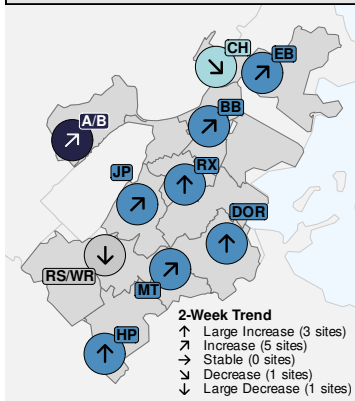 CH
EB
BB
A/B
RX
JP
DOR
RS/WR
MT
HP
2-Week Trend
↑ Large Increase (3 sites)
↗ Increase (5 sites)
→ Stable (0 sites)
↘ Decrease (1 sites)
↓ Large Decrease (1 sites)